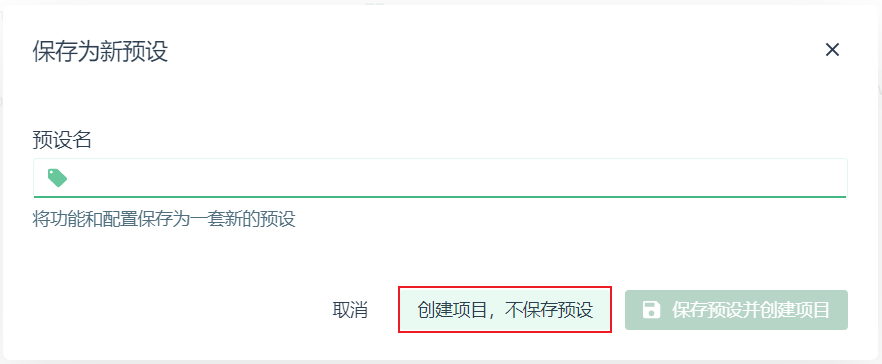 保存为新预设
预设名
将功能和配置保存为一套新的预设
取消
创建项目，不保存预设
保存预设并创建项目